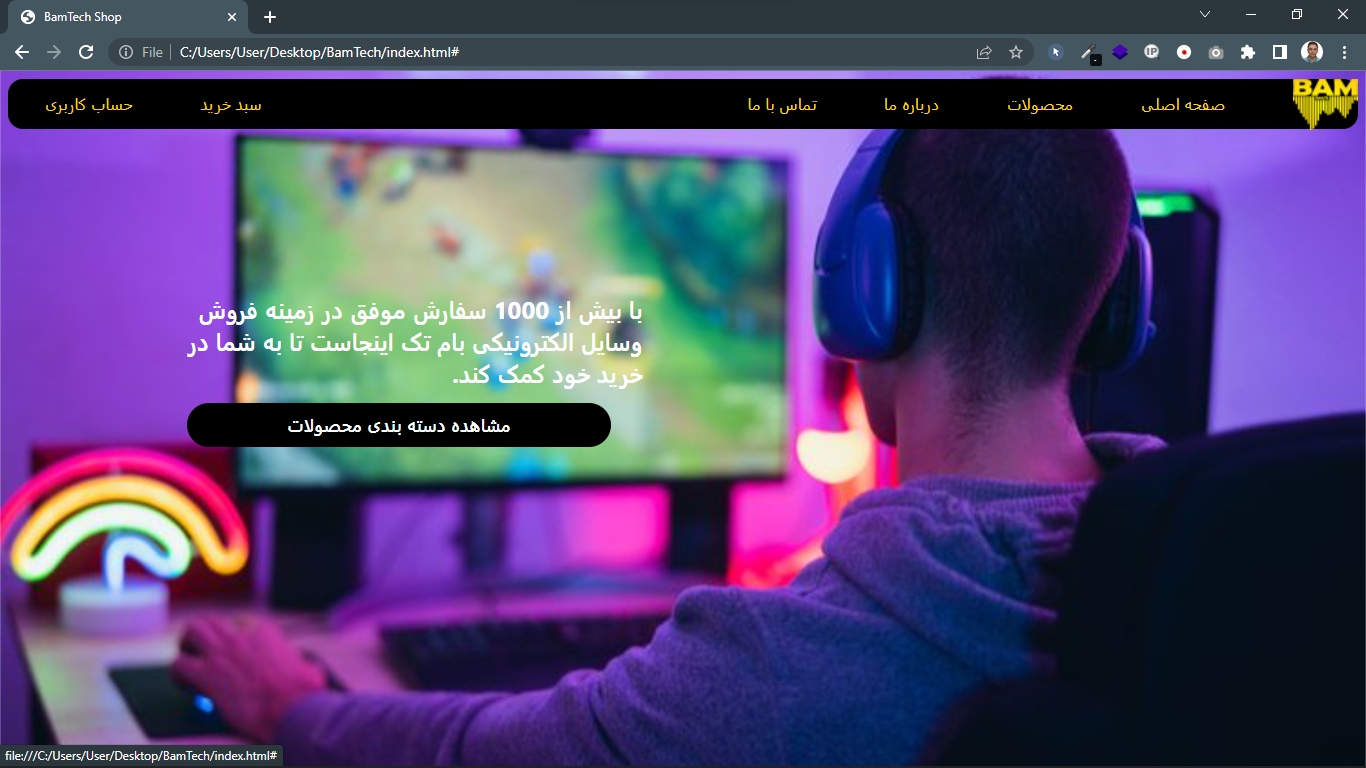 BamTech Shop
File
C:/Users/User/Desktop/BamTech/index.html#
BAM
صفحه اصلی
محصولات
درباره ما
تماس با ما
سبد خرید
حساب کاربری
با بیش از 1000 سفارش موفق در زمینه فروش
وسایل الکترونیکی بام تک اینجاست تا به شما در
خرید خود کمک کند.
مشاهده دسته بندی محصولات
file:///C:/Users/User/Desktop/BamTech/index.html#